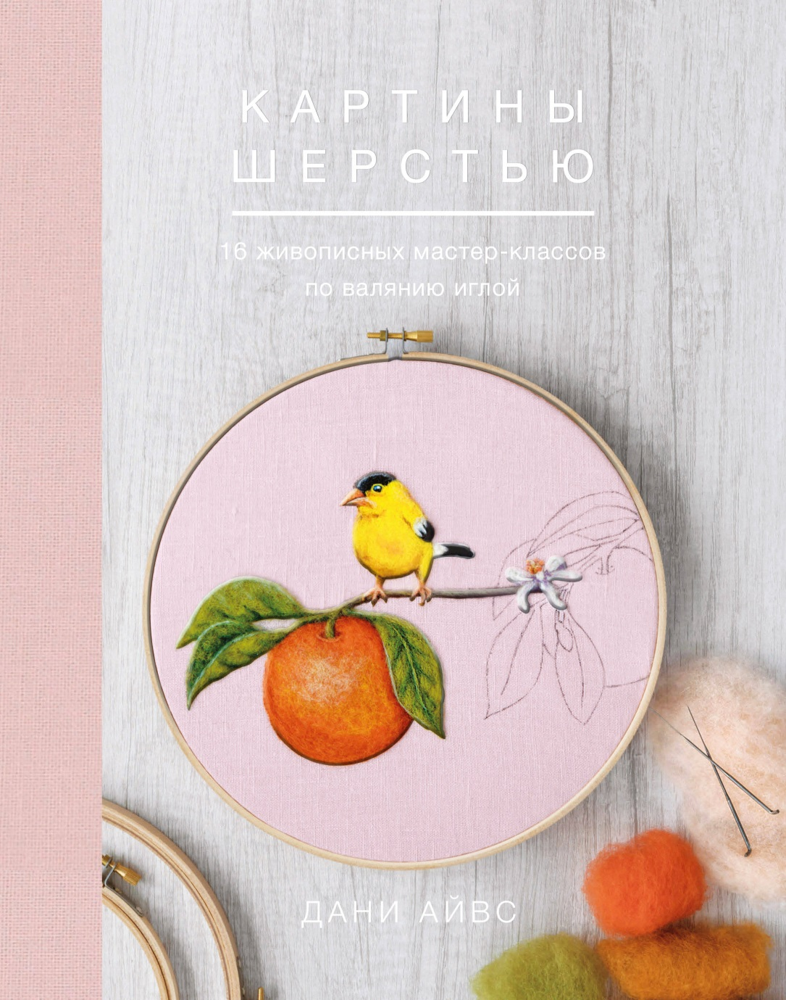 КАРТИНЫ
ШЕРСТЬЮ
16 живописных мастер-классов
по валянию иглой
ДАНИ АЙВС